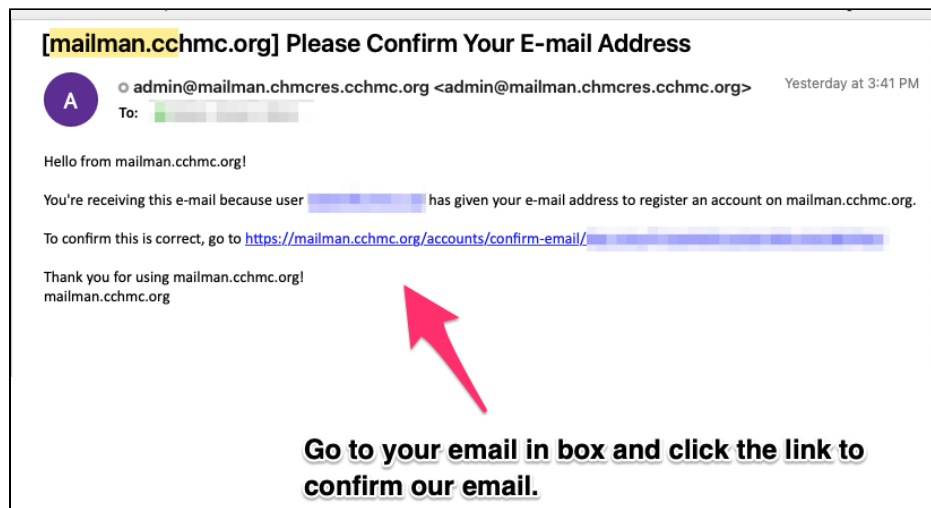 [mailman.cchmc.org] Please Confirm Your E-mail Address
A
admin@mailman.chmcres.cchmc.org <admin@mailman.chmcres.cchmc.org>
Yesterday at 3:41 PM
To:
Hello from mailman.cchmc.org!
You're receiving this e-mail because user has given your e-mail address to register an account on mailman.cchmc.org.
To confirm this is correct, go to https://mailman.cchmc.org/accounts/confirm-email/
Thank you for using mailman.cchmc.org!
mailman.cchmc.org
Go to your email in box and click the link to
confirm our email.